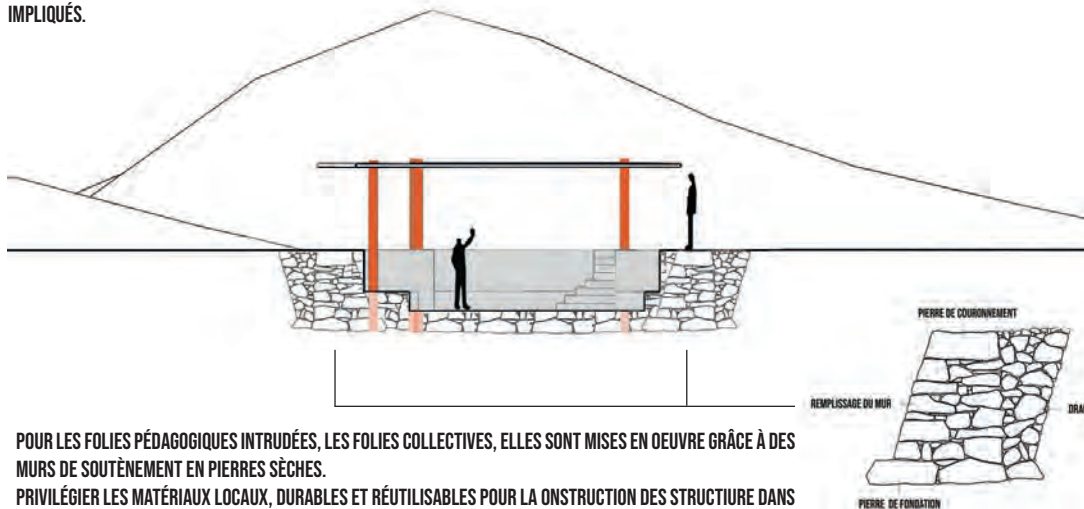 IMPLIQUÉS.
PIERRE DE COURONNEMENT
REMPLISSAGE DU MUR
DRAI
PIERRE DE FONDATION
POUR LES FOLIES PÉDAGOGIQUES INTRUDÉES, LES FOLIES COLLECTIVES, ELLES SONT MISES EN OEUVRE GRÂCE À DES
MURS DE SOUTÈNEMENT EN PIERRES SÈCHES.
PRIVILÉGIER LES MATÉRIAUX LOCAUX, DURABLES ET RÉUTILISABLES POUR LA ONSTRUCTION DES STRUCTIURE DANS